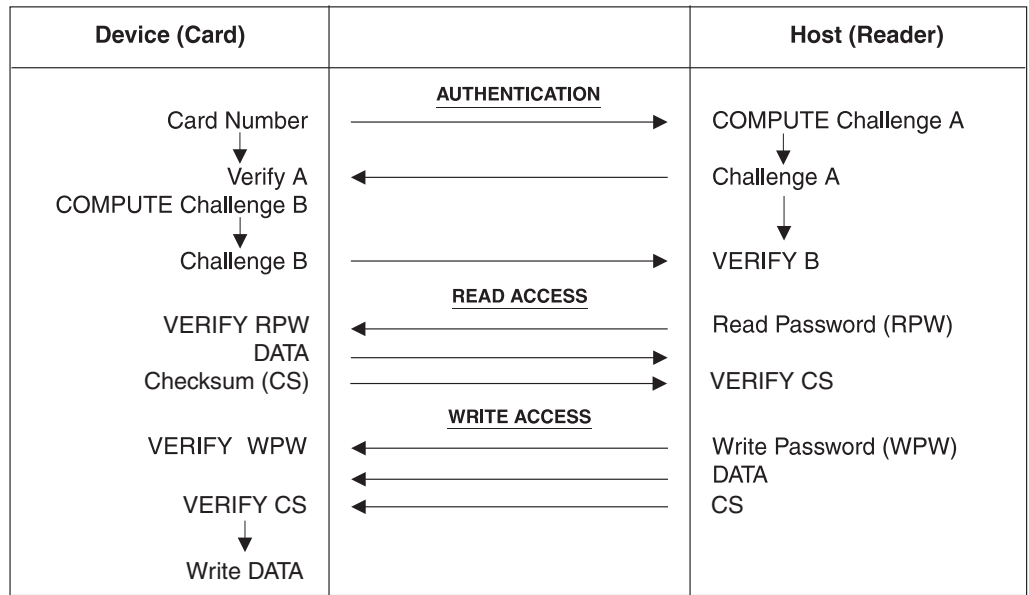 Device (Card) Host (Reader)
AUTHENTICATION
Card Number COMPUTE Challenge A
Verify A Challenge A
COMPUTE Challenge B
Challenge B VERIFY B
READ ACCESS
VERIFY RPW Read Password (RPW)
DATA
Checksum (CS) VERIFY CS
WRITE ACCESS
VERIFY WPW Write Password (WPW)
DATA
VERIFY CS CS
Write DATA